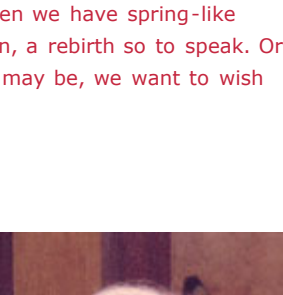 we have spring-like
a rebirth so to speak. Or
may be, we want to wish